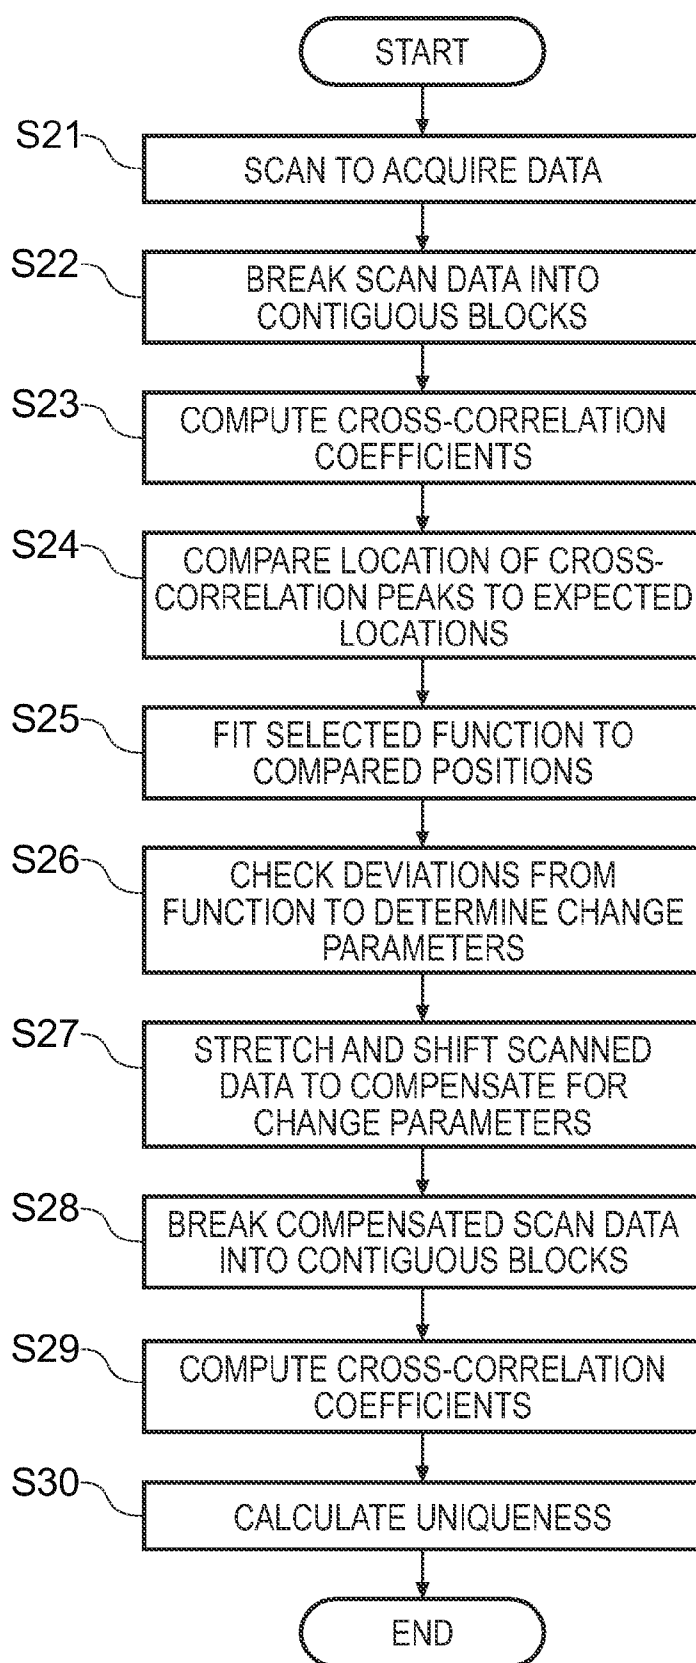 START
S21
SCAN TO ACQUIRE DATA
S22
BREAK SCAN DATA INTO
CONTIGUOUS BLOCKS
S23
COMPUTE CROSS-CORRELATION
COEFFICIENTS
S24
COMPARE LOCATION OF CROSS-
CORRELATION PEAKS TO EXPECTED
LOCATIONS
S25
FIT SELECTED FUNCTION TO
COMPARED POSITIONS
S26
CHECK DEVIATIONS FROM
FUNCTION TO DETERMINE CHANGE
PARAMETERS
S27
STRETCH AND SHIFT SCANNED
DATA TO COMPENSATE FOR
CHANGE PARAMETERS
S28
BREAK COMPENSATED SCAN DATA
INTO CONTIGUOUS BLOCKS
S29
COMPUTE CROSS-CORRELATION
COEFFICIENTS
S30
CALCULATE UNIQUENESS
END